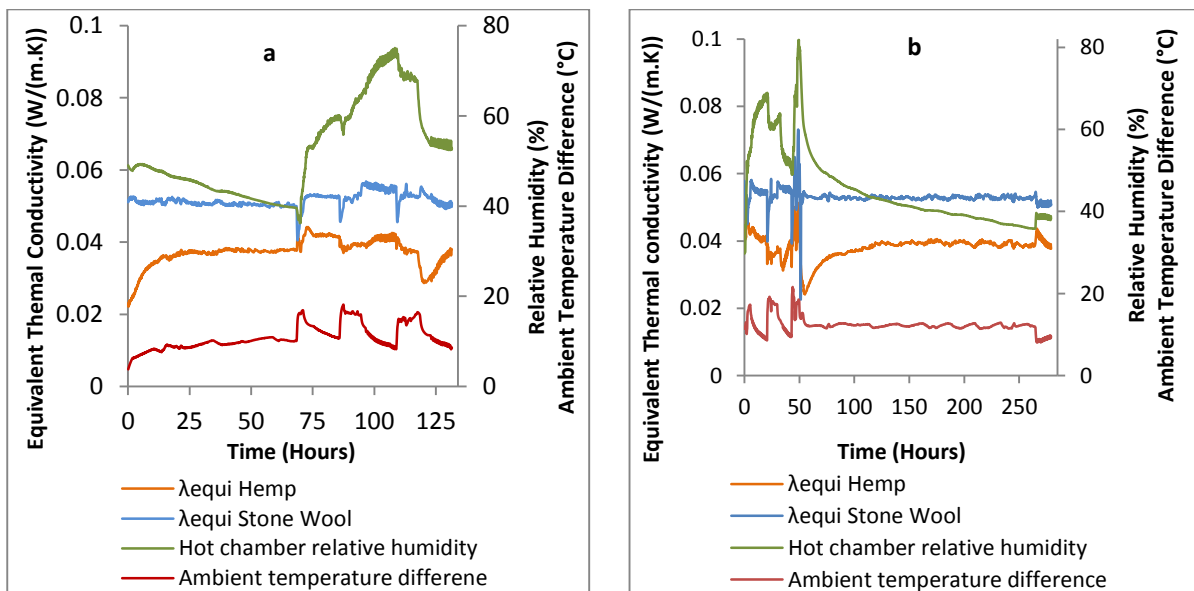 a
Equivalent Themal Conductivity (W/(m.K))
0.1
0.08
0.06
0.04
0.02
0
80
60
40
20
0
Relative Humidity (%)
Ambient Temperature Difference (°C)
0 25 50 75 100 125
Time (Hours)
λequi Hemp
λequi Stone Wool
Hot chamber relative humidity
Ambient temperature differene
b
Equivalent Thermal conductivity (W/(m.K))
0.1
0.08
0.06
0.04
0.02
0
80
60
40
20
0
Relative Humidity (%)
Ambient Temperature Difference (°C)
0 50 100 150 200 250
Time (Hours)
λequi Hemp
λequi Stone Wool
Hot chamber relative humidity
Ambient temperature difference